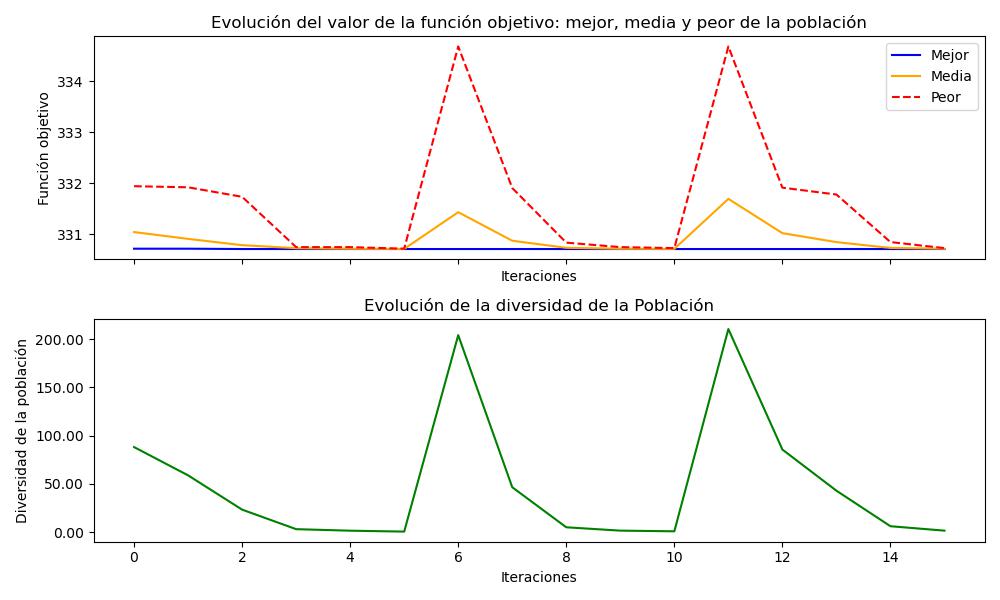 Evolución del valor de la función objetivo: mejor, media y peor de la población
Función objetivo
334
333
332
331
Mejor
Media
Peor
Iteraciones
Evolución de la diversidad de la Población
Diversidad de la población
200.00
150.00
100.00
50.00
0.00
0 2 4 6 8 10 12 14
Iteraciones